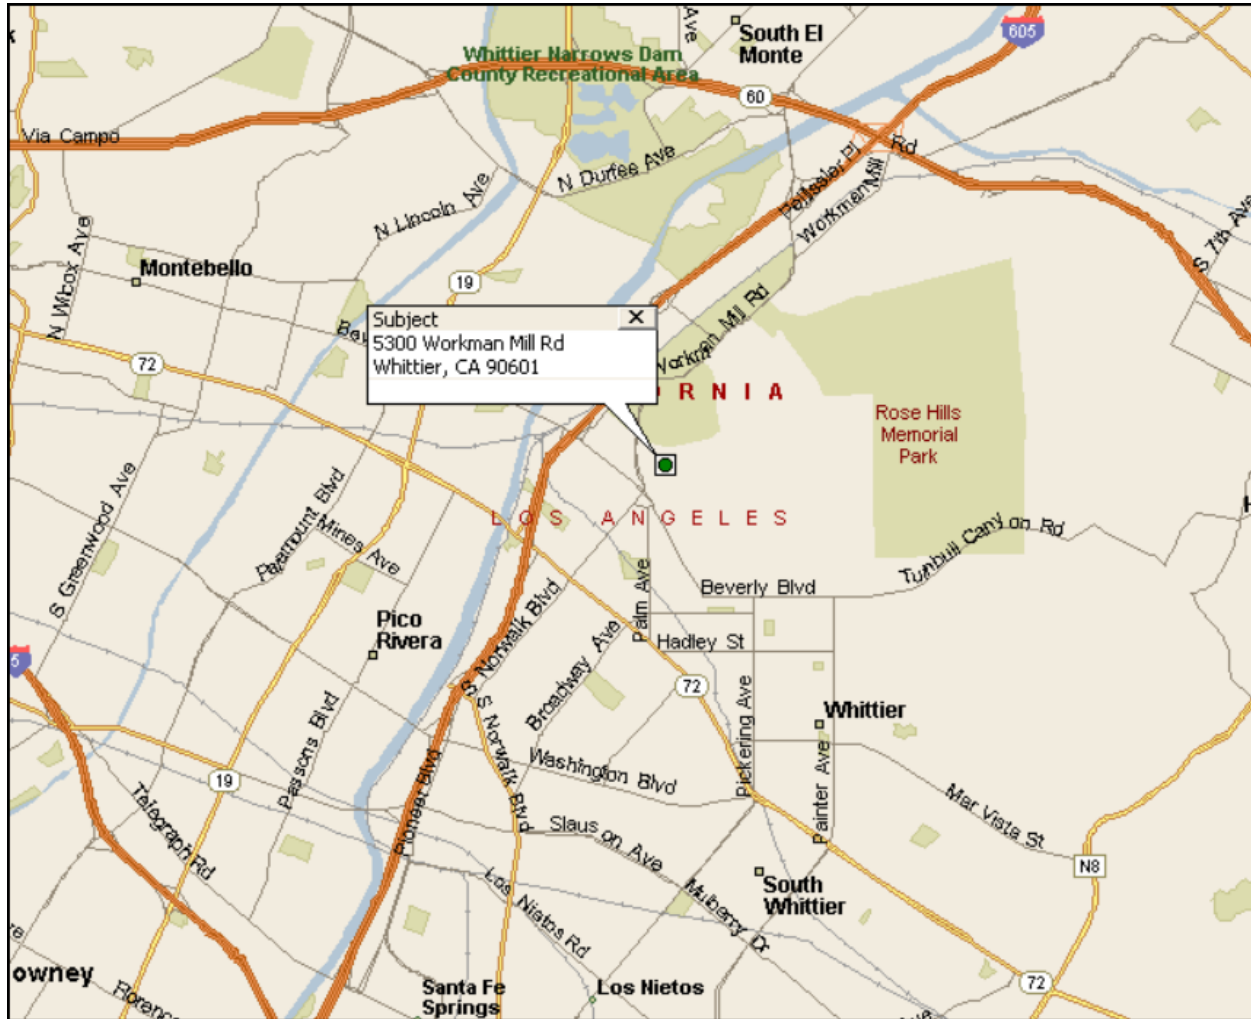 South El
Monte
605
Whittier Narrows Dam
County Recreational Area
60
Via Campo
Rd
N Durfee Ave
Pellissier Pl
Workman Mill
N Lincoln Ave
S 7th Ave
N Wilcox Ave
Montebello
19
Subject
5300 Workman Mill Rd
Whittier, CA 90601
Workman Mill Rd
72
O R N I A
Rose Hills
Memorial
Park
S Greenwood Ave
Paramount Blvd
Mines Ave
L O S A N G E L E S
Turnbull Canyon Rd
Beverly Blvd
Palm Ave
Hadley St
Pico
Rivera
S Norwalk Blvd
Broadway Ave
72
Pickering Ave
Whittier
Passons Blvd
S Norwalk Blvd
Washington Blvd
Painter Ave
19
Pioneer Blvd
Mar Vista St
Telegraph Rd
Slauson Ave
N8
Los Nietos Rd
Mulberry Dr
South
Whittier
owney
Santa Fe
Springs
Los Nietos
72